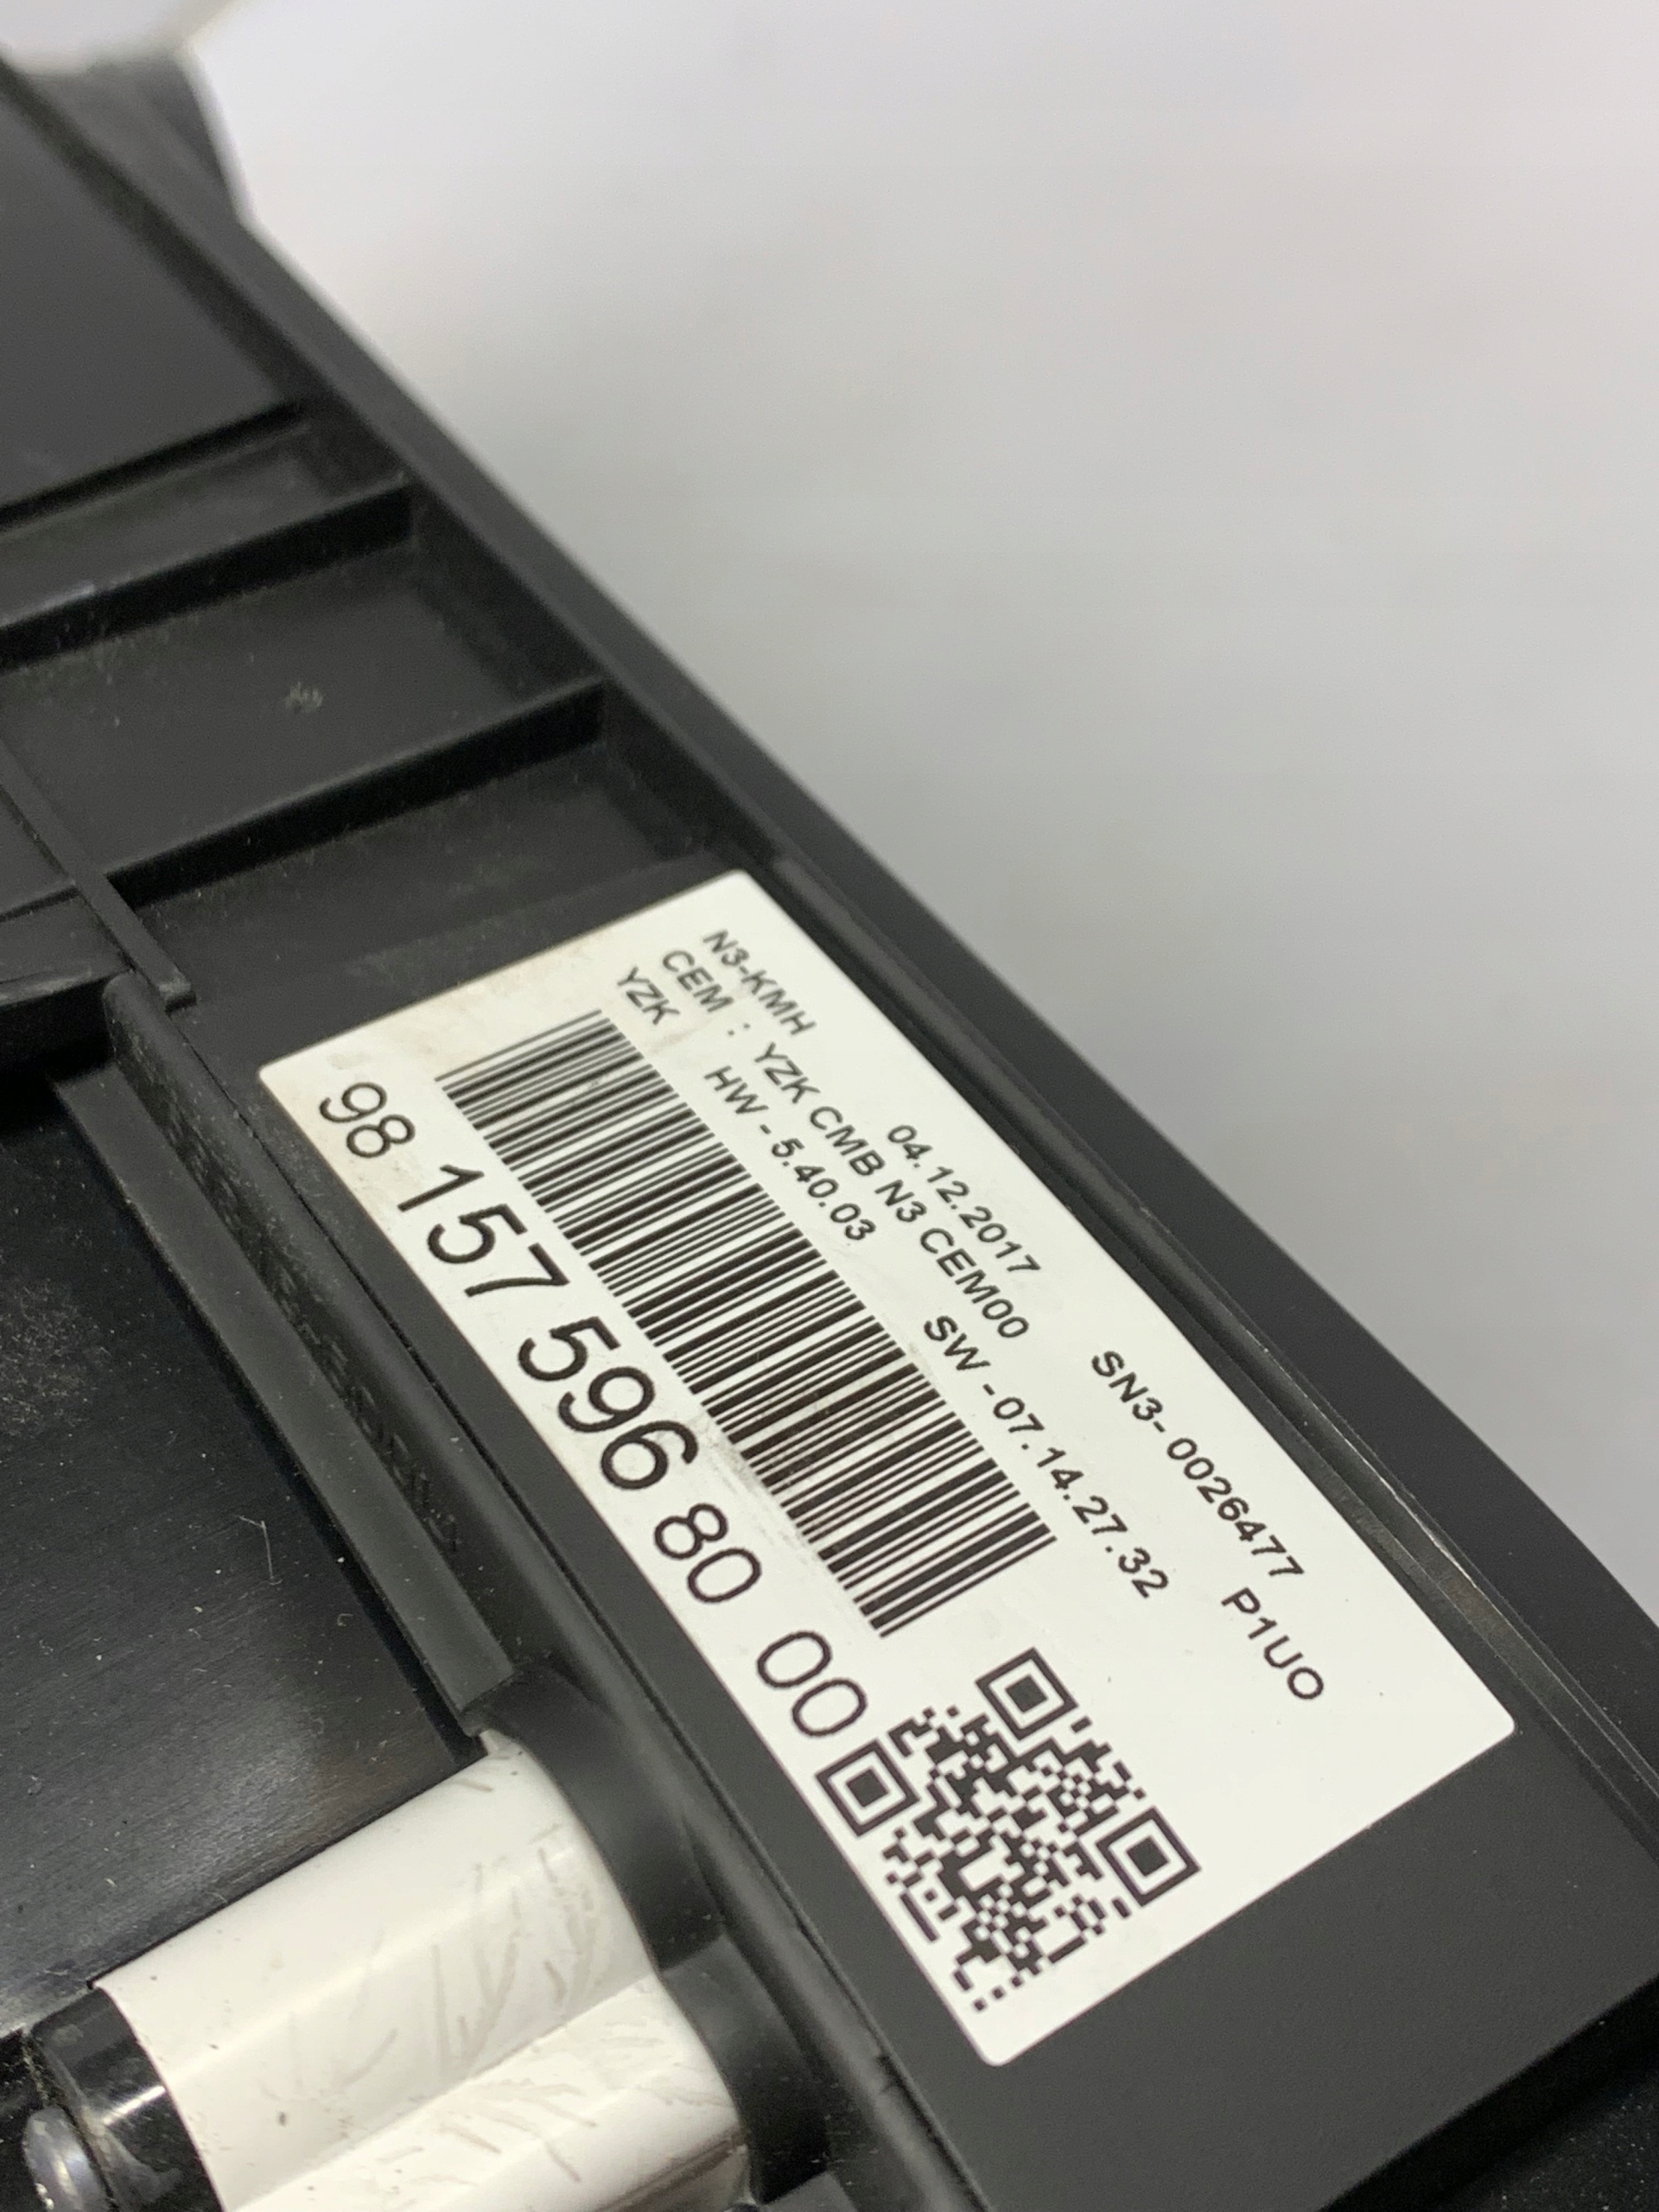 N3-KMH 04.12.2017 SN3-0026477 P1UO
CEM : YZK CMB N3 CEM00
YZK HW - 5.40.03 SW - 07.14.27.32
98 157 596 80 00